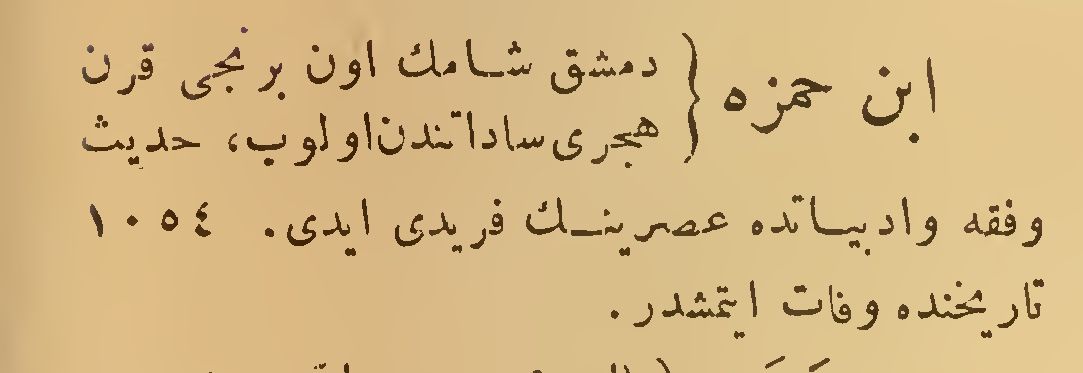 ابن حمزه { دمشق شامك اون برنجی قرن
هجری ساداتندن اولوب، حدیث
وفقه وادبیاتده عصرینك فریدی ایدی. ١٠٥٤
تاریخنده وفات ایتمشدر.